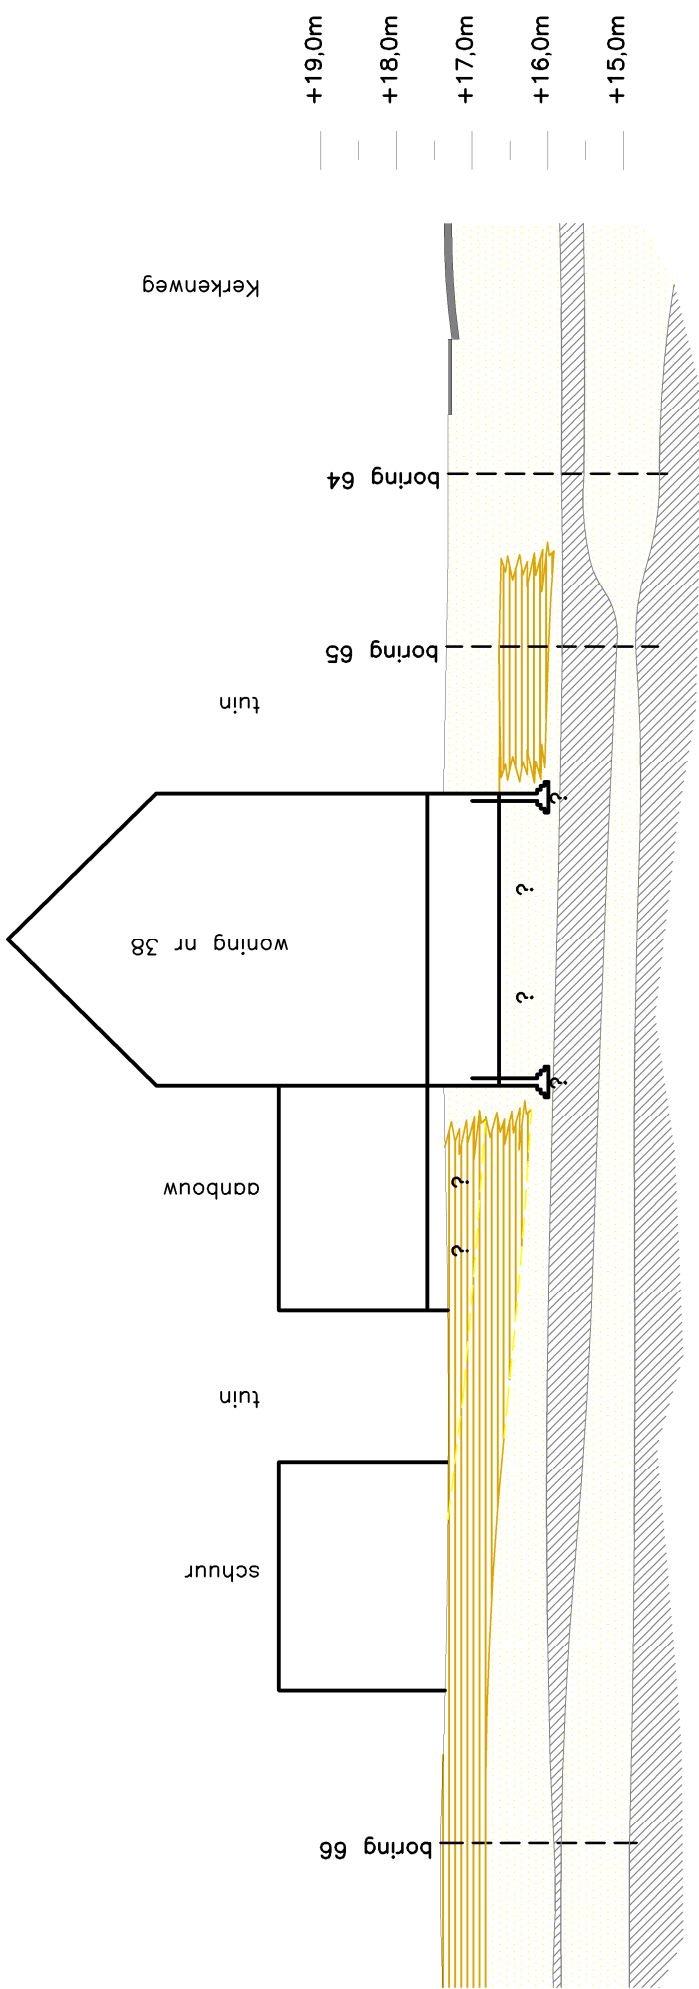 +19,0m
+18,0m
+17,0m
+16,0m
+15,0m
Kerkenweg
boring 64
boring 65
tuin
?
woning nr 38
?
?
?
aanbouw
?
?
tuin
schuur
boring 66